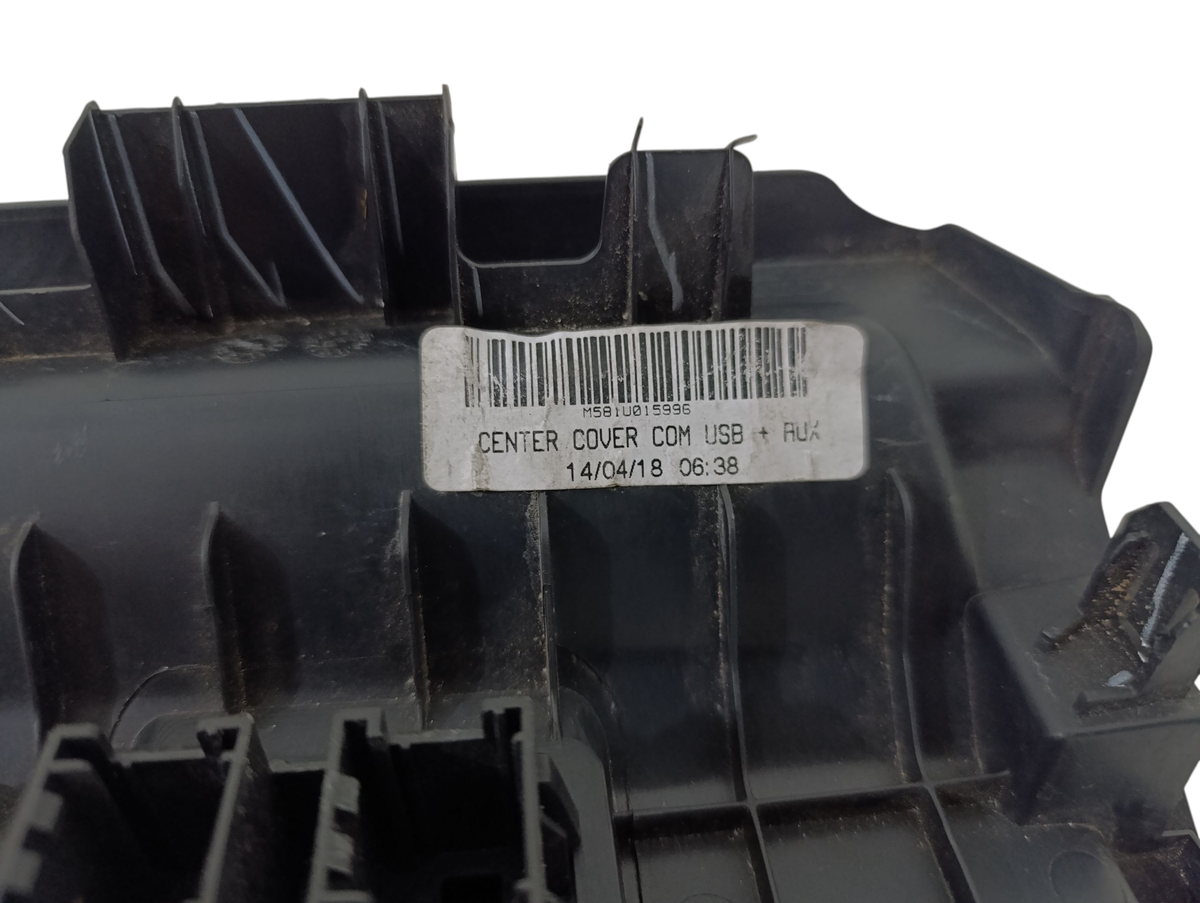 M581U015996
CENTER COVER COM USB + AUX
14/04/18 06:38